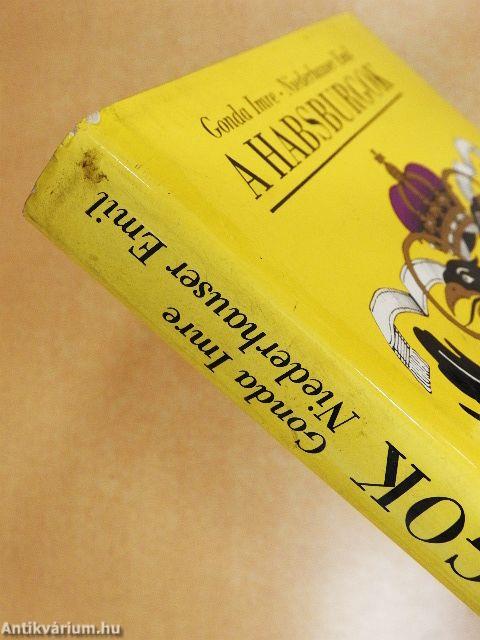 Gonda Imre - Niederhauser Emil
A HABSBURGOK
Gonda Imre
Niederhauser Emil
GOK
Antikvárium.hu